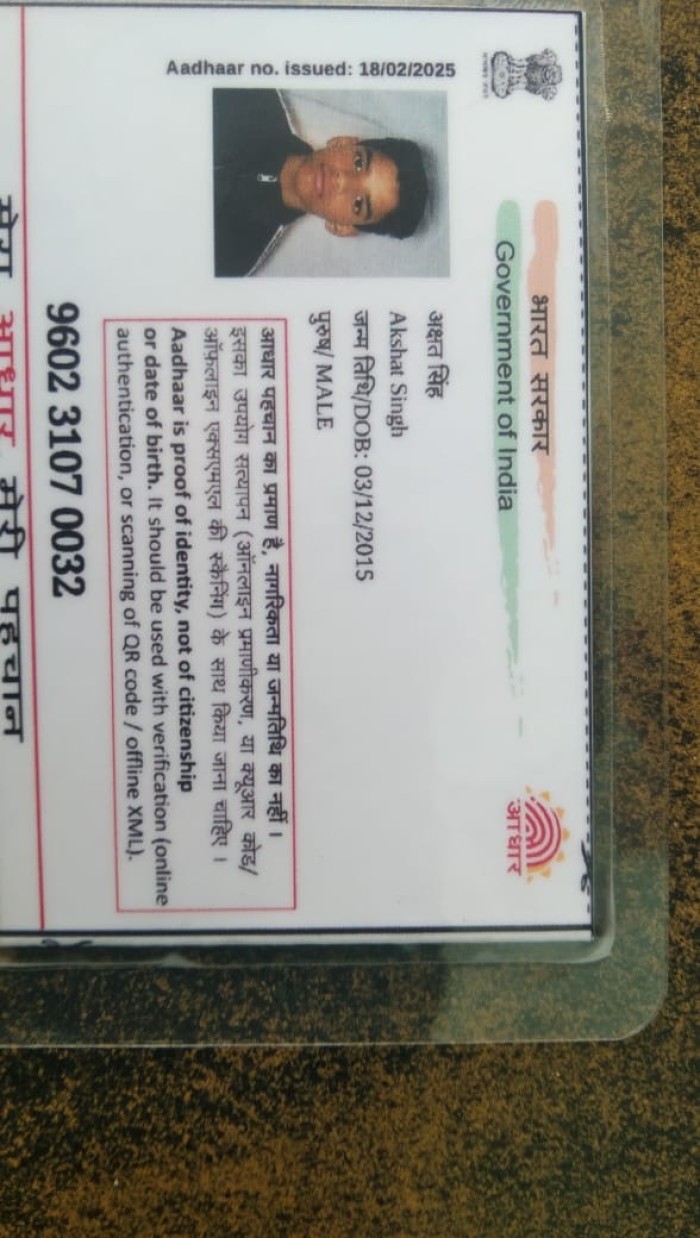 भारत सरकार
Government of India
आधार
Aadhaar no. issued: 18/02/2025
अक्षत सिंह
Akshat Singh
जन्म तिथि/DOB: 03/12/2015
पुरुष/ MALE
आधार पहचान का प्रमाण है, नागरिकता या जन्मतिथि का नहीं।
इसका उपयोग सत्यापन (ऑनलाइन प्रमाणीकरण, या क्यूआर कोड/
ऑफ़लाइन एक्सएमएल की स्कैनिंग) के साथ किया जाना चाहिए।
Aadhaar is proof of identity, not of citizenship
or date of birth. It should be used with verification (online
authentication, or scanning of QR code / offline XML).
9602 3107 0032
मेरा आधार, मेरी पहचान